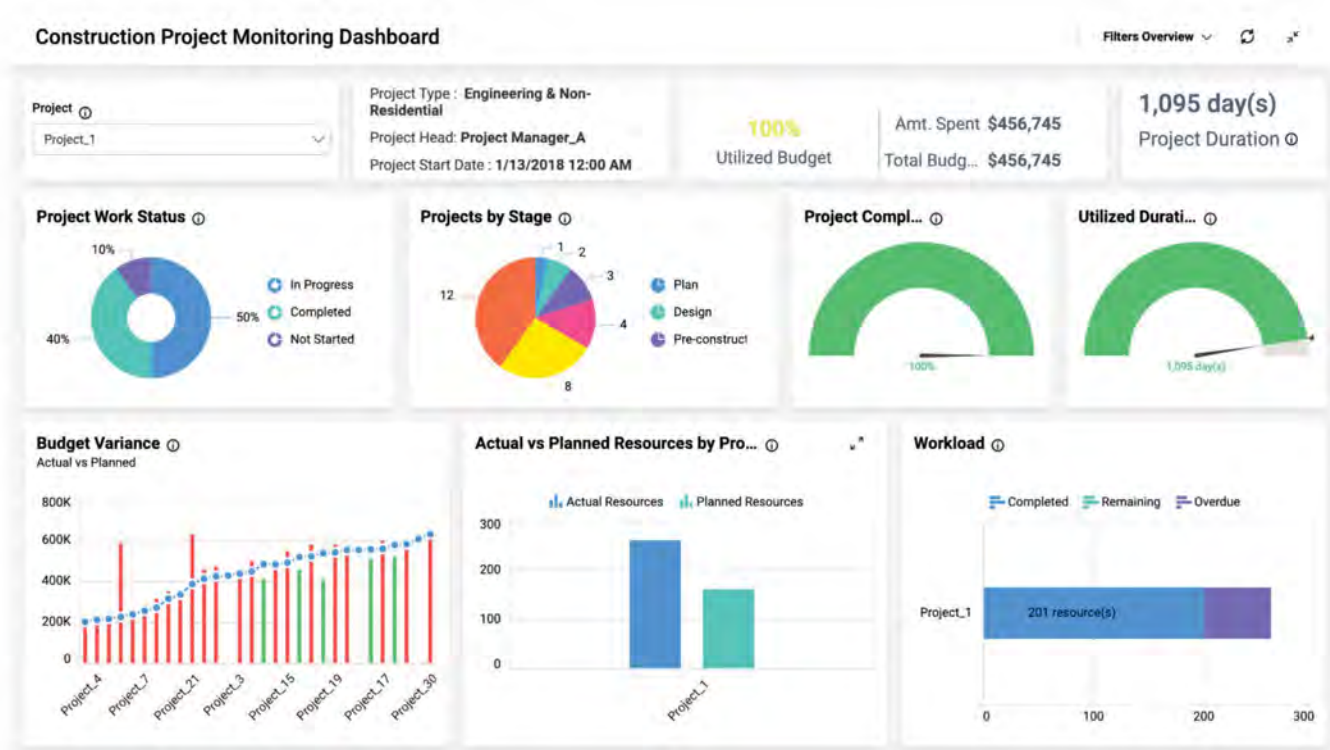 Construction Project Monitoring Dashboard
Filters Overview
Project
Project_1
Project Type : Engineering & Non-
Residential
Project Head: Project Manager_A
Project Start Date : 1/13/2018 12:00 AM
100%
Utilized Budget
Amt. Spent $456,745
Total Budg... $456,745
1,095 day(s)
Project Duration
Project Work Status
10%
50%
40%
In Progress
Completed
Not Started
Projects by Stage
1
2
3
4
8
12
Plan
Design
Pre-construct
Project Compl...
100%
Utilized Durati...
1,095 day(s)
Budget Variance
Actual vs Planned
800K
600K
400K
200K
0
Project_4
Project_7
Project_21
Project_3
Project_15
Project_19
Project_17
Project_30
Actual vs Planned Resources by Pro...
Actual Resources
Planned Resources
300
200
100
0
Project_1
Workload
Completed
Remaining
Overdue
Project_1
201 resource(s)
0
100
200
300